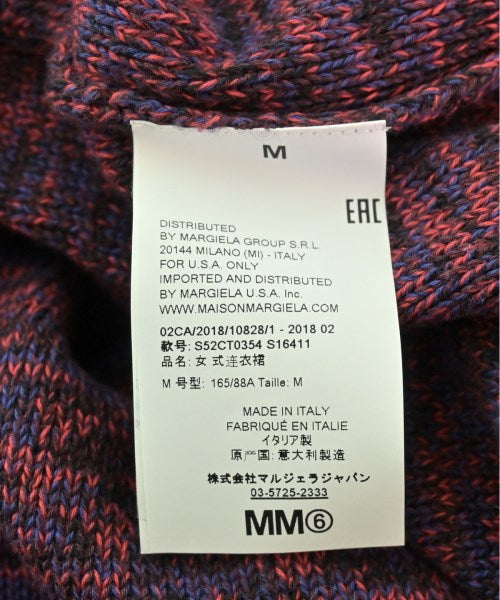 M
EAC
DISTRIBUTED
BY MARGIELA GROUP S.R.L.
20144 MILANO (MI) - ITALY
FOR U.S.A. ONLY
IMPORTED AND DISTRIBUTED
BY MARGIELA U.S.A. Inc.
WWW.MAISONMARGIELA.COM
02CA/2018/10828/1 - 2018 02
款号: S52CT0354 S16411
品名: 女 式连衣裙
M 号型: 165/88A Taille: M
MADE IN ITALY
FABRIQUÉ EN ITALIE
イタリア製
原产国: 意大利製造
株式会社マルジェラジャパン
03-5725-2333
MM⑥